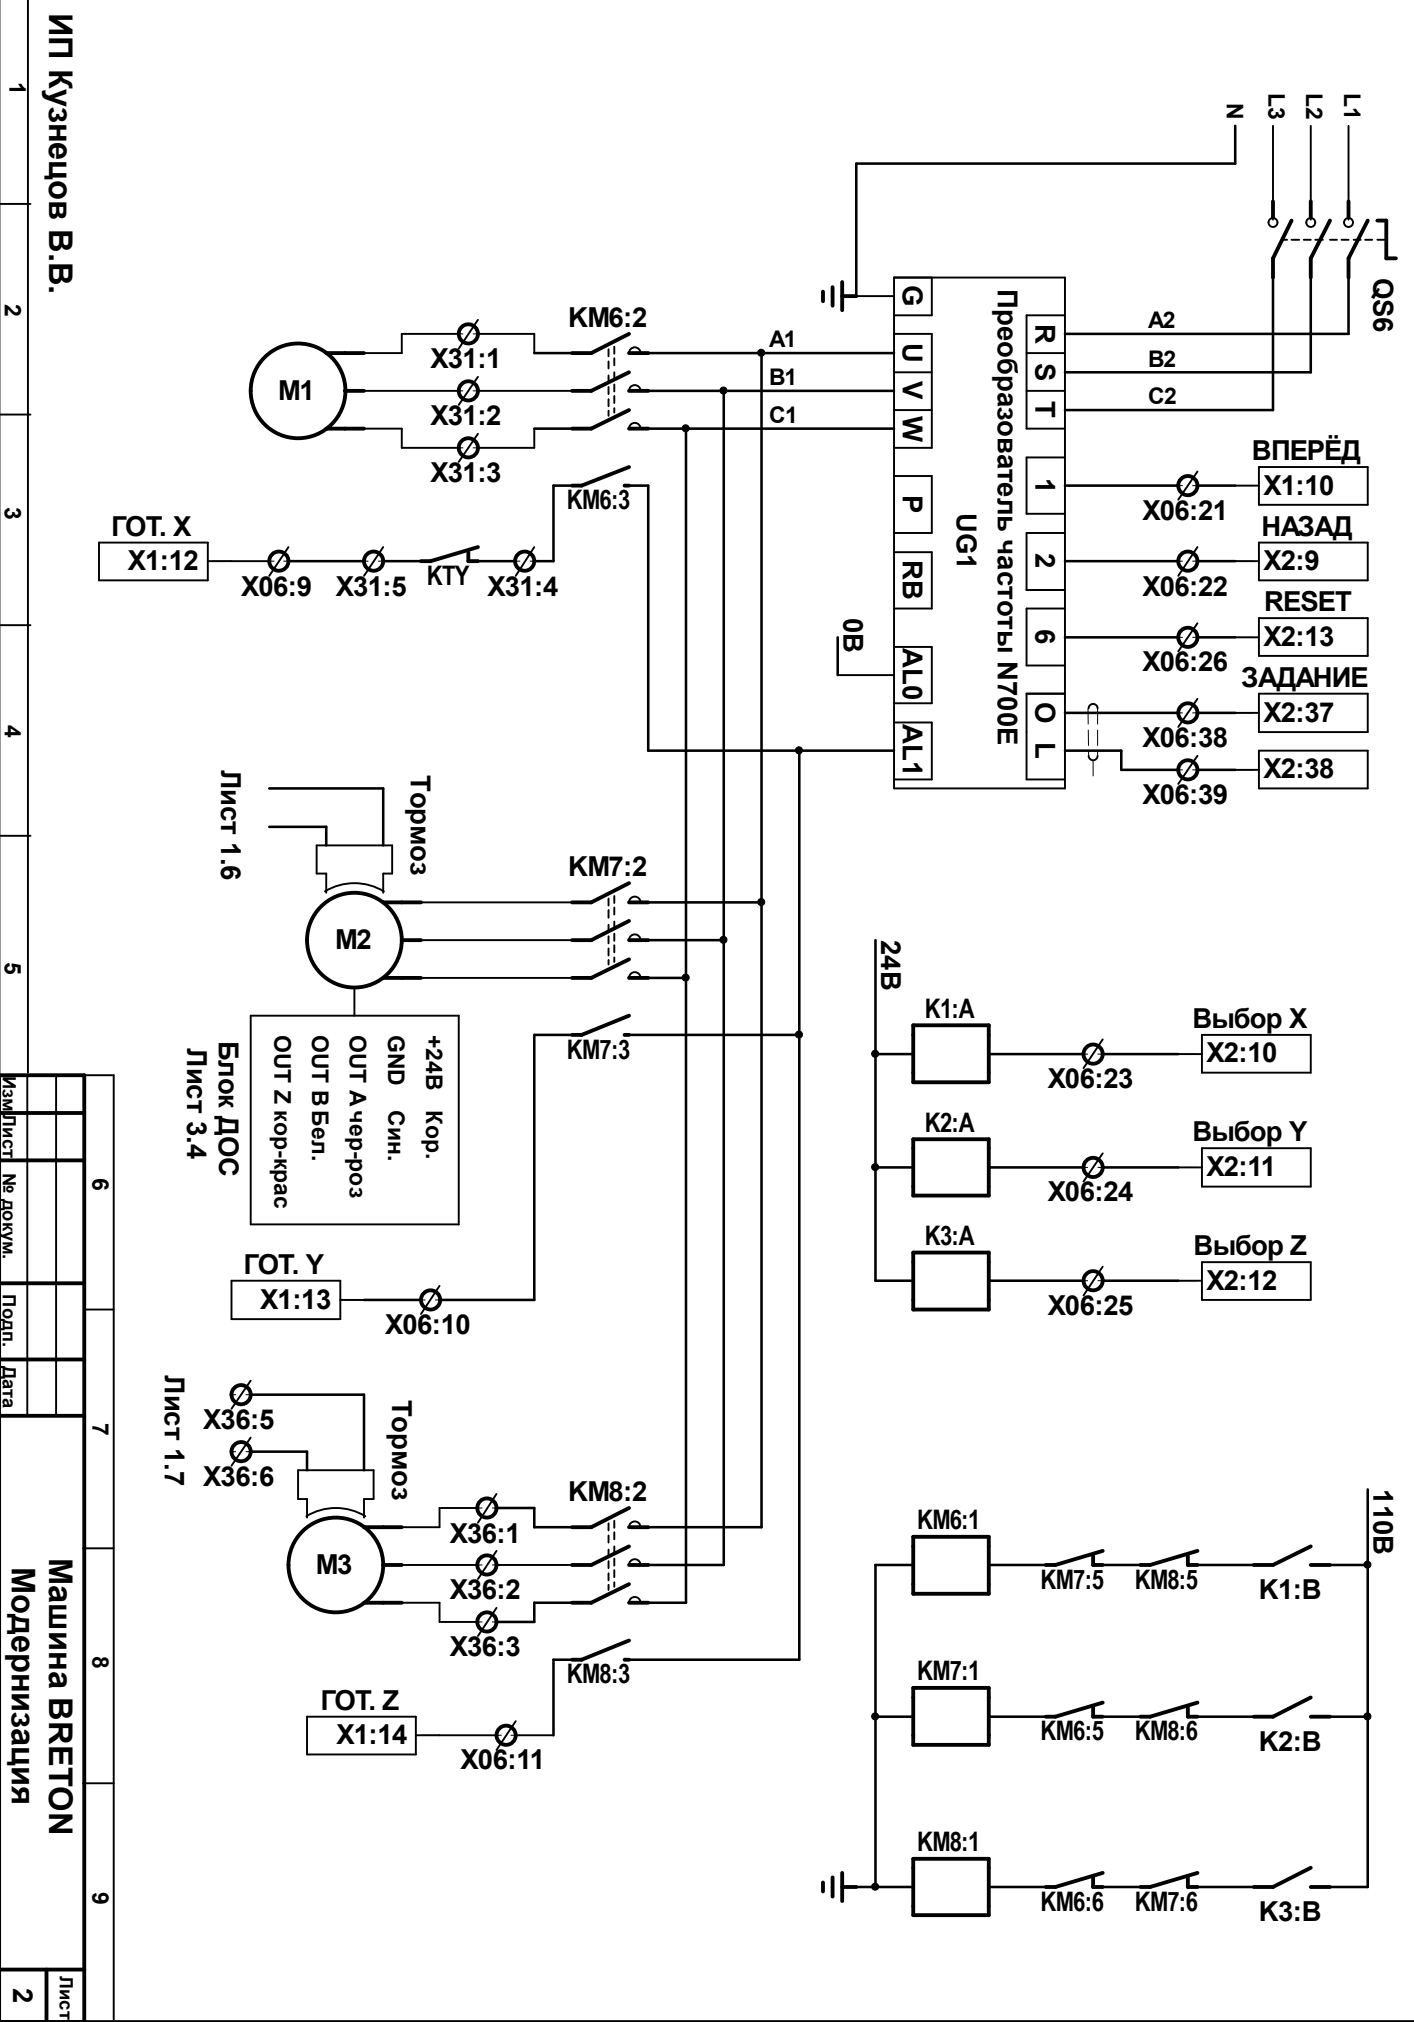 L1
L2
L3
N
QS6
A2
B2
C2
ВПЕРЁД
X1:10
X06:21
НАЗАД
X2:9
X06:22
RESET
X2:13
X06:26
ЗАДАНИЕ
X2:37
X06:38
X2:38
X06:39
R
S
T
1
2
6
O
L
Преобразователь частоты N700E
UG1
G
U
V
W
P
RB
AL0
AL1
0В
A1
B1
C1
KM6:2
X31:1
X31:2
X31:3
M1
KM6:3
ГОТ. X
X1:12
X06:9
X31:5
KTY
X31:4
Тормоз
Лист 1.6
KM7:2
M2
KM7:3
+24В Кор.
GND Син.
OUT A чер-роз
OUT B Бел.
OUT Z кор-крас
Блок ДОС
Лист 3.4
ГОТ. Y
X1:13
X06:10
Тормоз
Лист 1.7
X36:5
X36:6
KM8:2
X36:1
X36:2
X36:3
M3
KM8:3
ГОТ. Z
X1:14
X06:11
24В
K1:A
X06:23
Выбор X
X2:10
K2:A
X06:24
Выбор Y
X2:11
K3:A
X06:25
Выбор Z
X2:12
110В
KM6:1
KM7:5
KM8:5
K1:B
KM7:1
KM6:5
KM8:6
K2:B
KM8:1
KM6:6
KM7:6
K3:B
ИП Кузнецов В.В.
1
2
3
4
5
6
7
8
9
Изм
Лист
№ докум.
Подп.
Дата
Машина BRETON
Модернизация
Лист
2